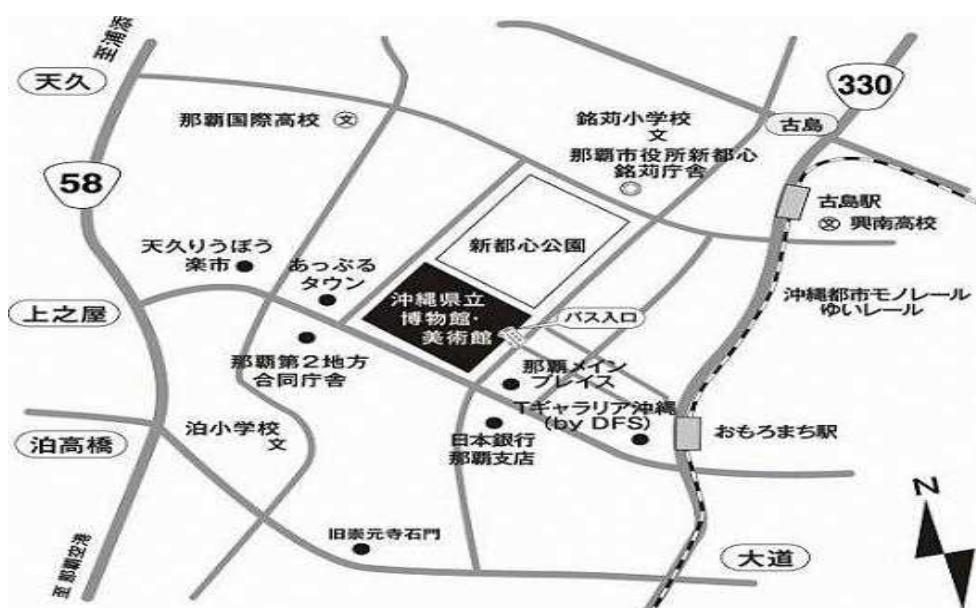 至浦添
天久
330
那覇国際高校
文
銘苅小学校
文
古島
那覇市役所新都心
銘苅庁舎
58
古島駅
文
興南高校
新都心公園
天久りうぼう
楽市
あっぷる
タウン
沖縄県立
博物館・
美術館
バス入口
沖縄都市モノレール
ゆいレール
上之屋
那覇第2地方
合同庁舎
那覇メイン
プレイス
Tギャラリア沖縄
(by DFS)
泊高橋
泊小学校
文
日本銀行
那覇支店
おもろまち駅
N
旧崇元寺石門
大道
至那覇空港